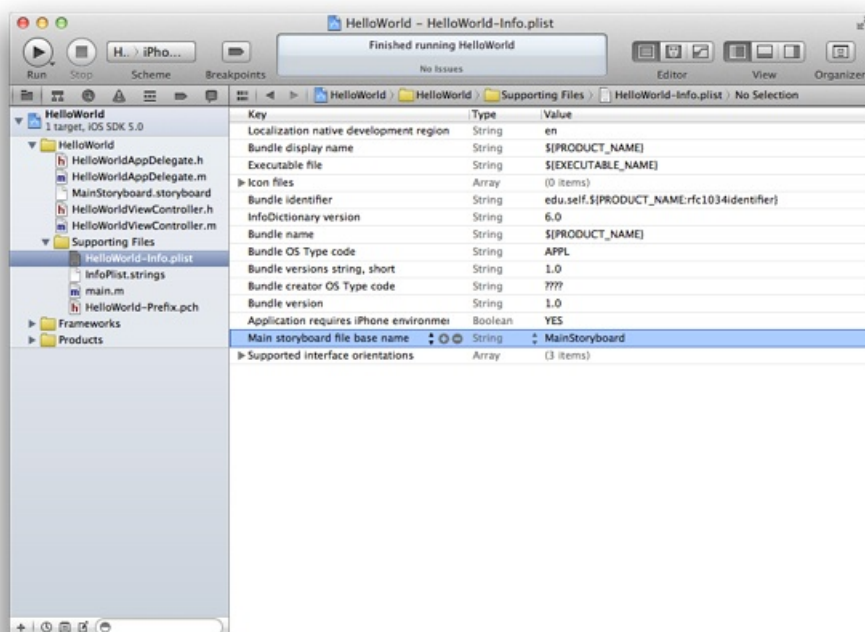 HelloWorld - HelloWorld-Info.plist
H.. › iPho...
Finished running HelloWorld
No Issues
Run Stop Scheme Breakpoints Editor View Organizer
HelloWorld › HelloWorld › Supporting Files › HelloWorld-Info.plist › No Selection
HelloWorld
1 target, iOS SDK 5.0
HelloWorld
HelloWorldAppDelegate.h
HelloWorldAppDelegate.m
MainStoryboard.storyboard
HelloWorldViewController.h
HelloWorldViewController.m
Supporting Files
HelloWorld-Info.plist
InfoPlist.strings
main.m
HelloWorld-Prefix.pch
Frameworks
Products
Key Type Value
Localization native development region String en
Bundle display name String ${PRODUCT_NAME}
Executable file String ${EXECUTABLE_NAME}
Icon files Array (0 items)
Bundle identifier String edu.self.${PRODUCT_NAME:rfc1034identifier}
InfoDictionary version String 6.0
Bundle name String ${PRODUCT_NAME}
Bundle OS Type code String APPL
Bundle versions string, short String 1.0
Bundle creator OS Type code String ????
Bundle version String 1.0
Application requires iPhone environme Boolean YES
Main storyboard file base name String MainStoryboard
Supported interface orientations Array (3 items)